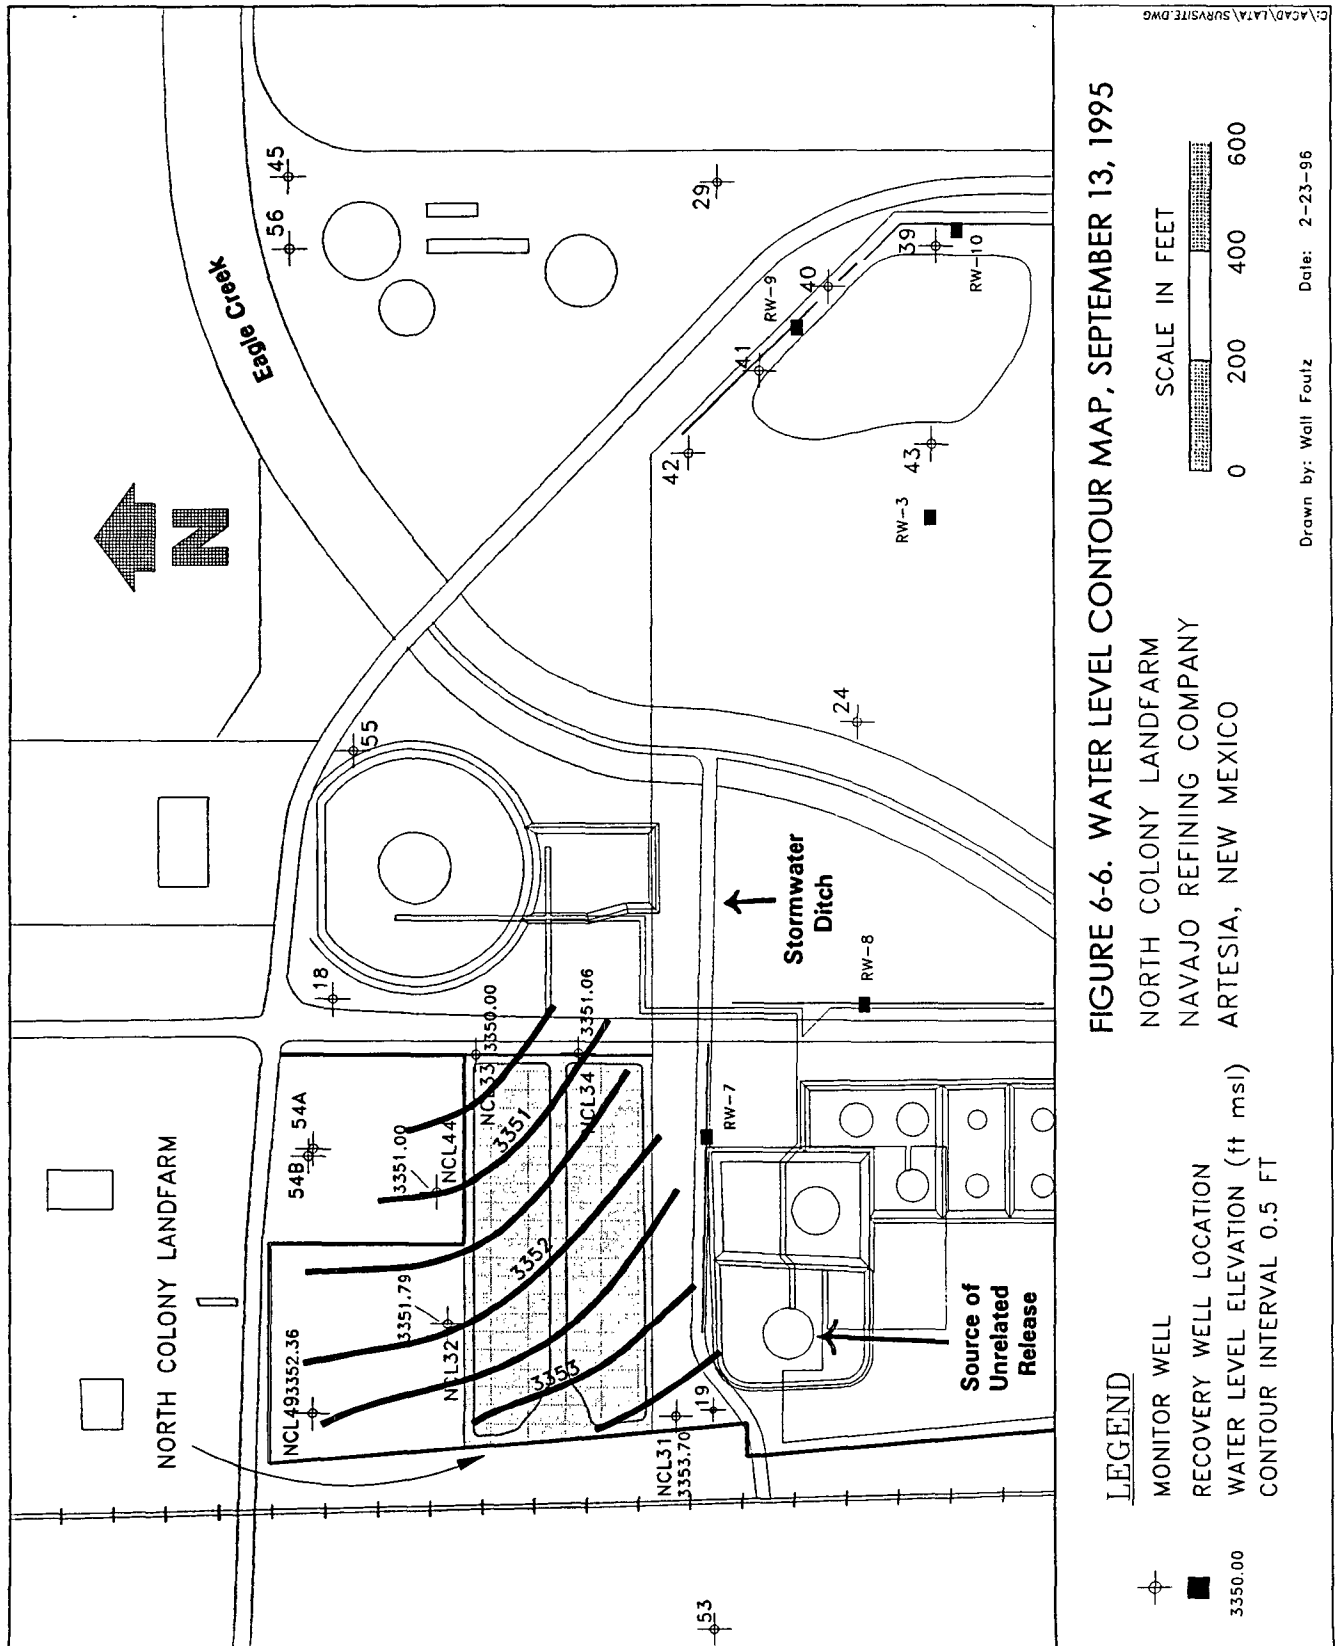 C:\ACAD\LATA\SURVSITE.DWG
NORTH COLONY LANDFARM
N
Eagle Creek
56
45
54B
54A
18
55
29
NCL49
3352.36
3351.79
NCL32
3351.00
NCL44
NCL33
3350.00
NCL34
3351.06
3351
3352
3353
NCL31
3353.70
19
53
RW-7
RW-8
24
42
41
RW-9
40
39
RW-10
43
RW-3
Stormwater
Ditch
Source of
Unrelated
Release
LEGEND
MONITOR WELL
RECOVERY WELL LOCATION
3350.00 WATER LEVEL ELEVATION (ft msl)
CONTOUR INTERVAL 0.5 FT
FIGURE 6-6. WATER LEVEL CONTOUR MAP, SEPTEMBER 13, 1995
NORTH COLONY LANDFARM
NAVAJO REFINING COMPANY
ARTESIA, NEW MEXICO
SCALE IN FEET
0 200 400 600
Drawn by: Walt Foutz Date: 2-23-96